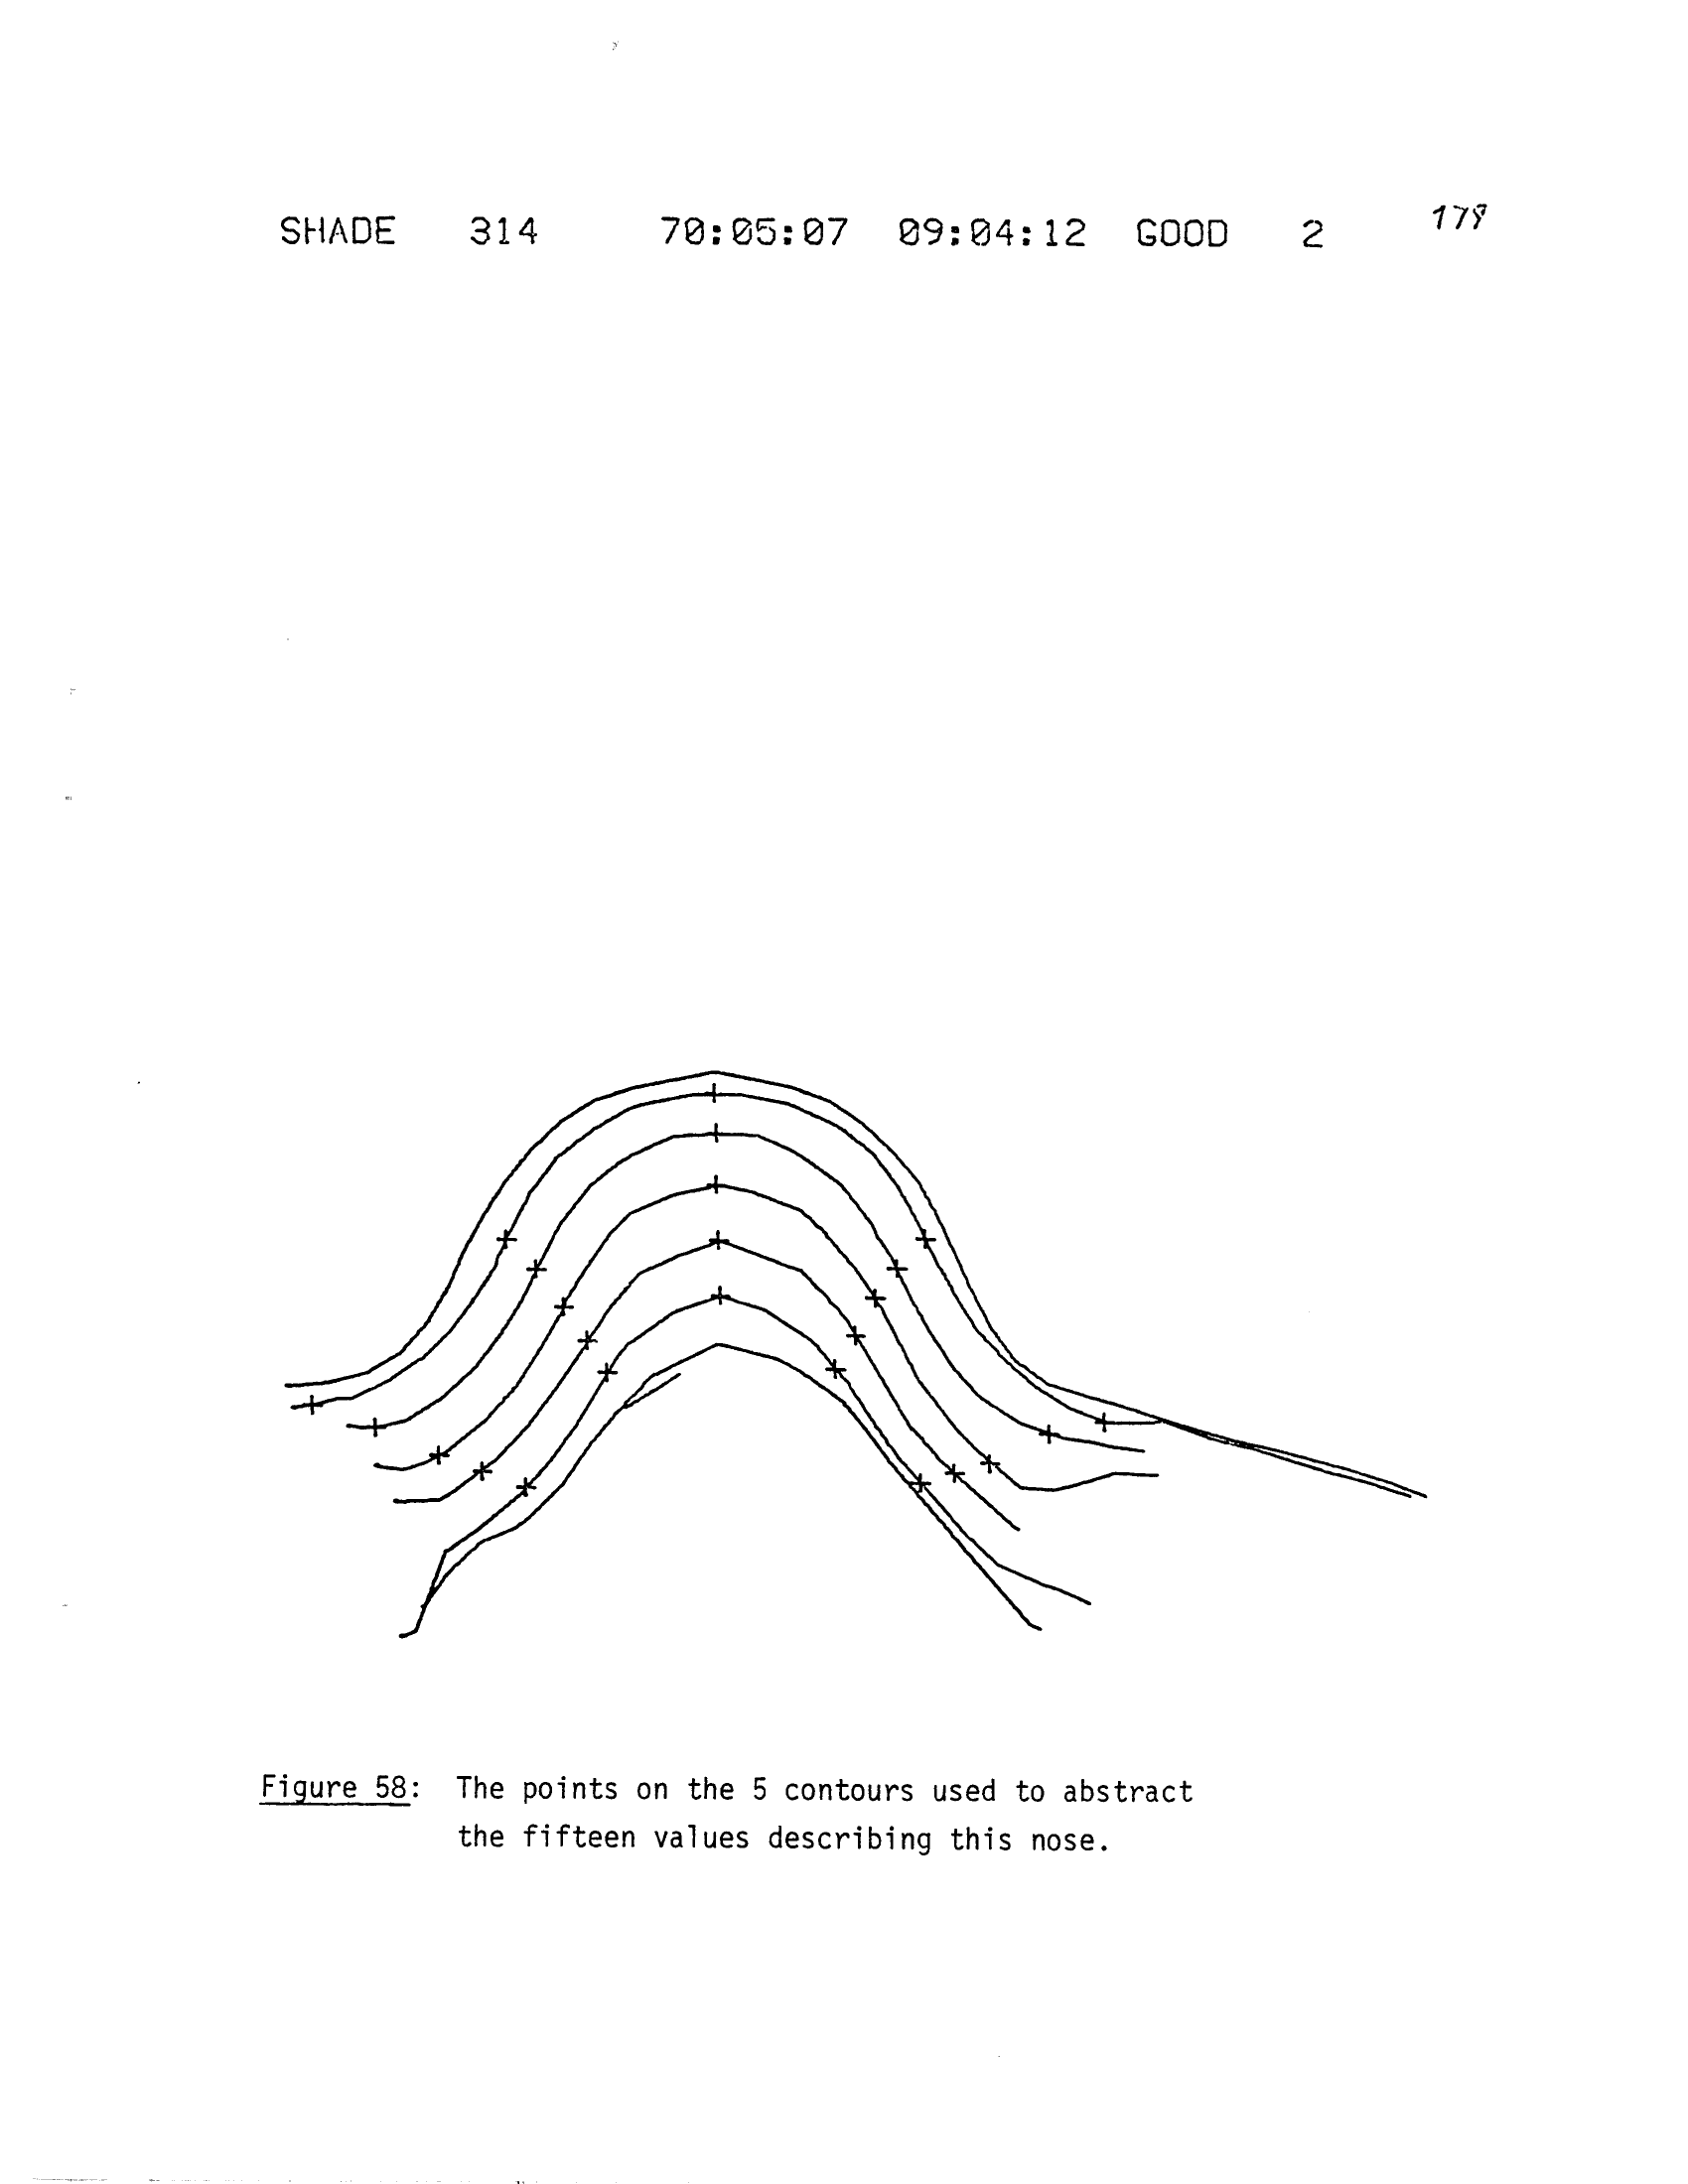 SHADE 314 70:05:07 09:04:12 GOOD 2
Figure 58: The points on the 5 contours used to abstract
the fifteen values describing this nose.